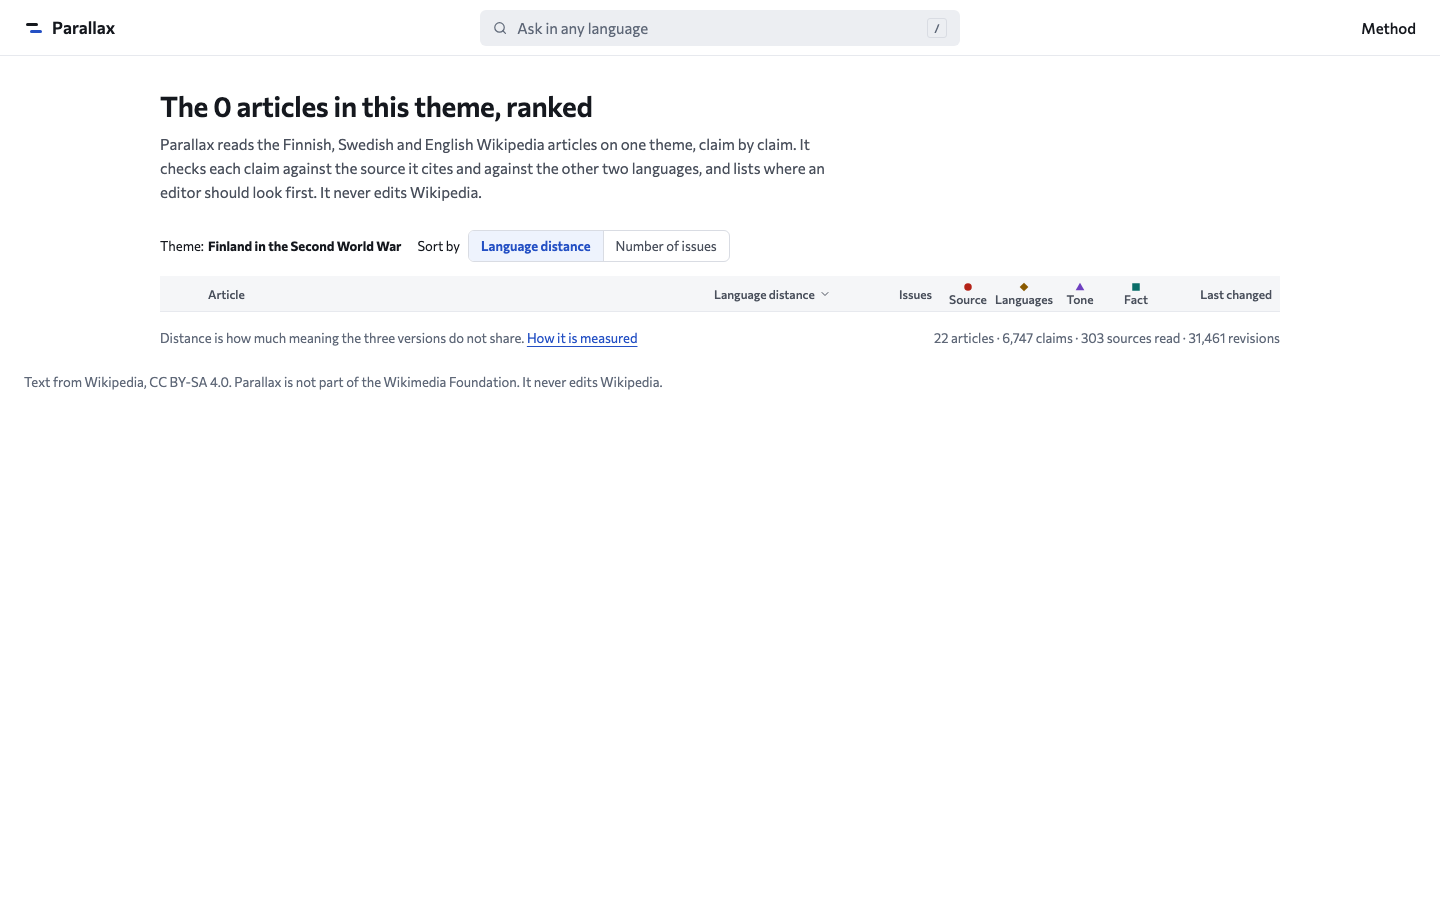 Parallax
Ask in any language
/
Method
The 0 articles in this theme, ranked
Parallax reads the Finnish, Swedish and English Wikipedia articles on one theme, claim by claim. It
checks each claim against the source it cites and against the other two languages, and lists where an
editor should look first. It never edits Wikipedia.
Theme: Finland in the Second World War Sort by Language distance Number of issues
Article Language distance Issues Source Languages Tone Fact Last changed
Distance is how much meaning the three versions do not share. How it is measured
22 articles · 6,747 claims · 303 sources read · 31,461 revisions
Text from Wikipedia, CC BY-SA 4.0. Parallax is not part of the Wikimedia Foundation. It never edits Wikipedia.